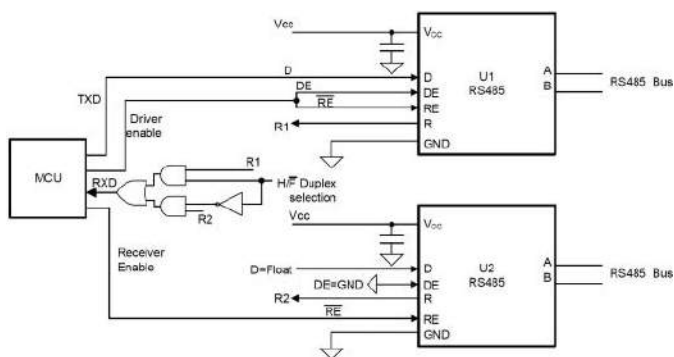 Vcc
VCC
D
D
TXD
DE
DE
U1
RS485
A
B
RS485 Bus
RE
RE
Driver
enable
R1
R
GND
MCU
RXD
R1
H/F Duplex
selection
R2
Vcc
VCC
Receiver
Enable
D=Float
D
DE=GND
DE
U2
RS485
A
B
RS485 Bus
R2
R
RE
RE
GND